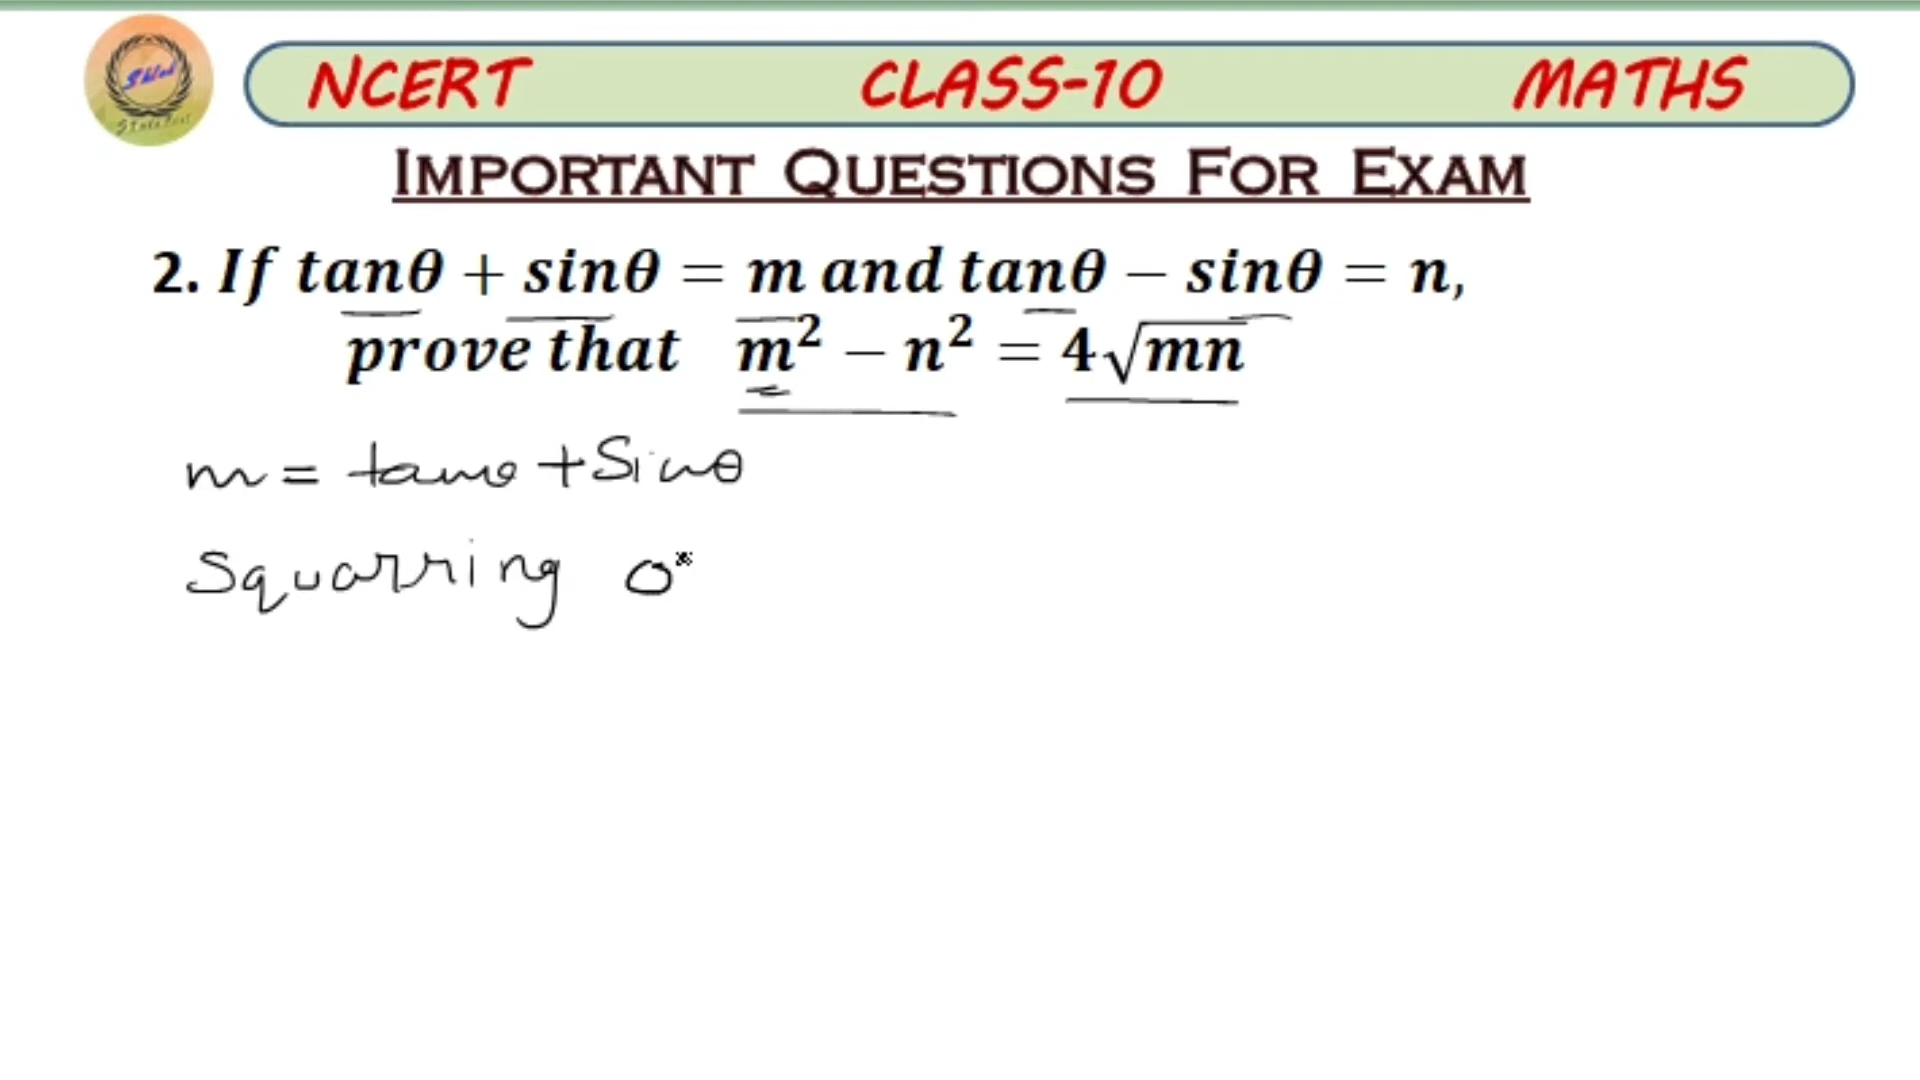 NCERT CLASS-10 MATHS
IMPORTANT QUESTIONS FOR EXAM
2. If tanθ + sinθ = m and tanθ − sinθ = n,
prove that m² − n² = 4√mn
m = tanθ + Sinθ
Squarring